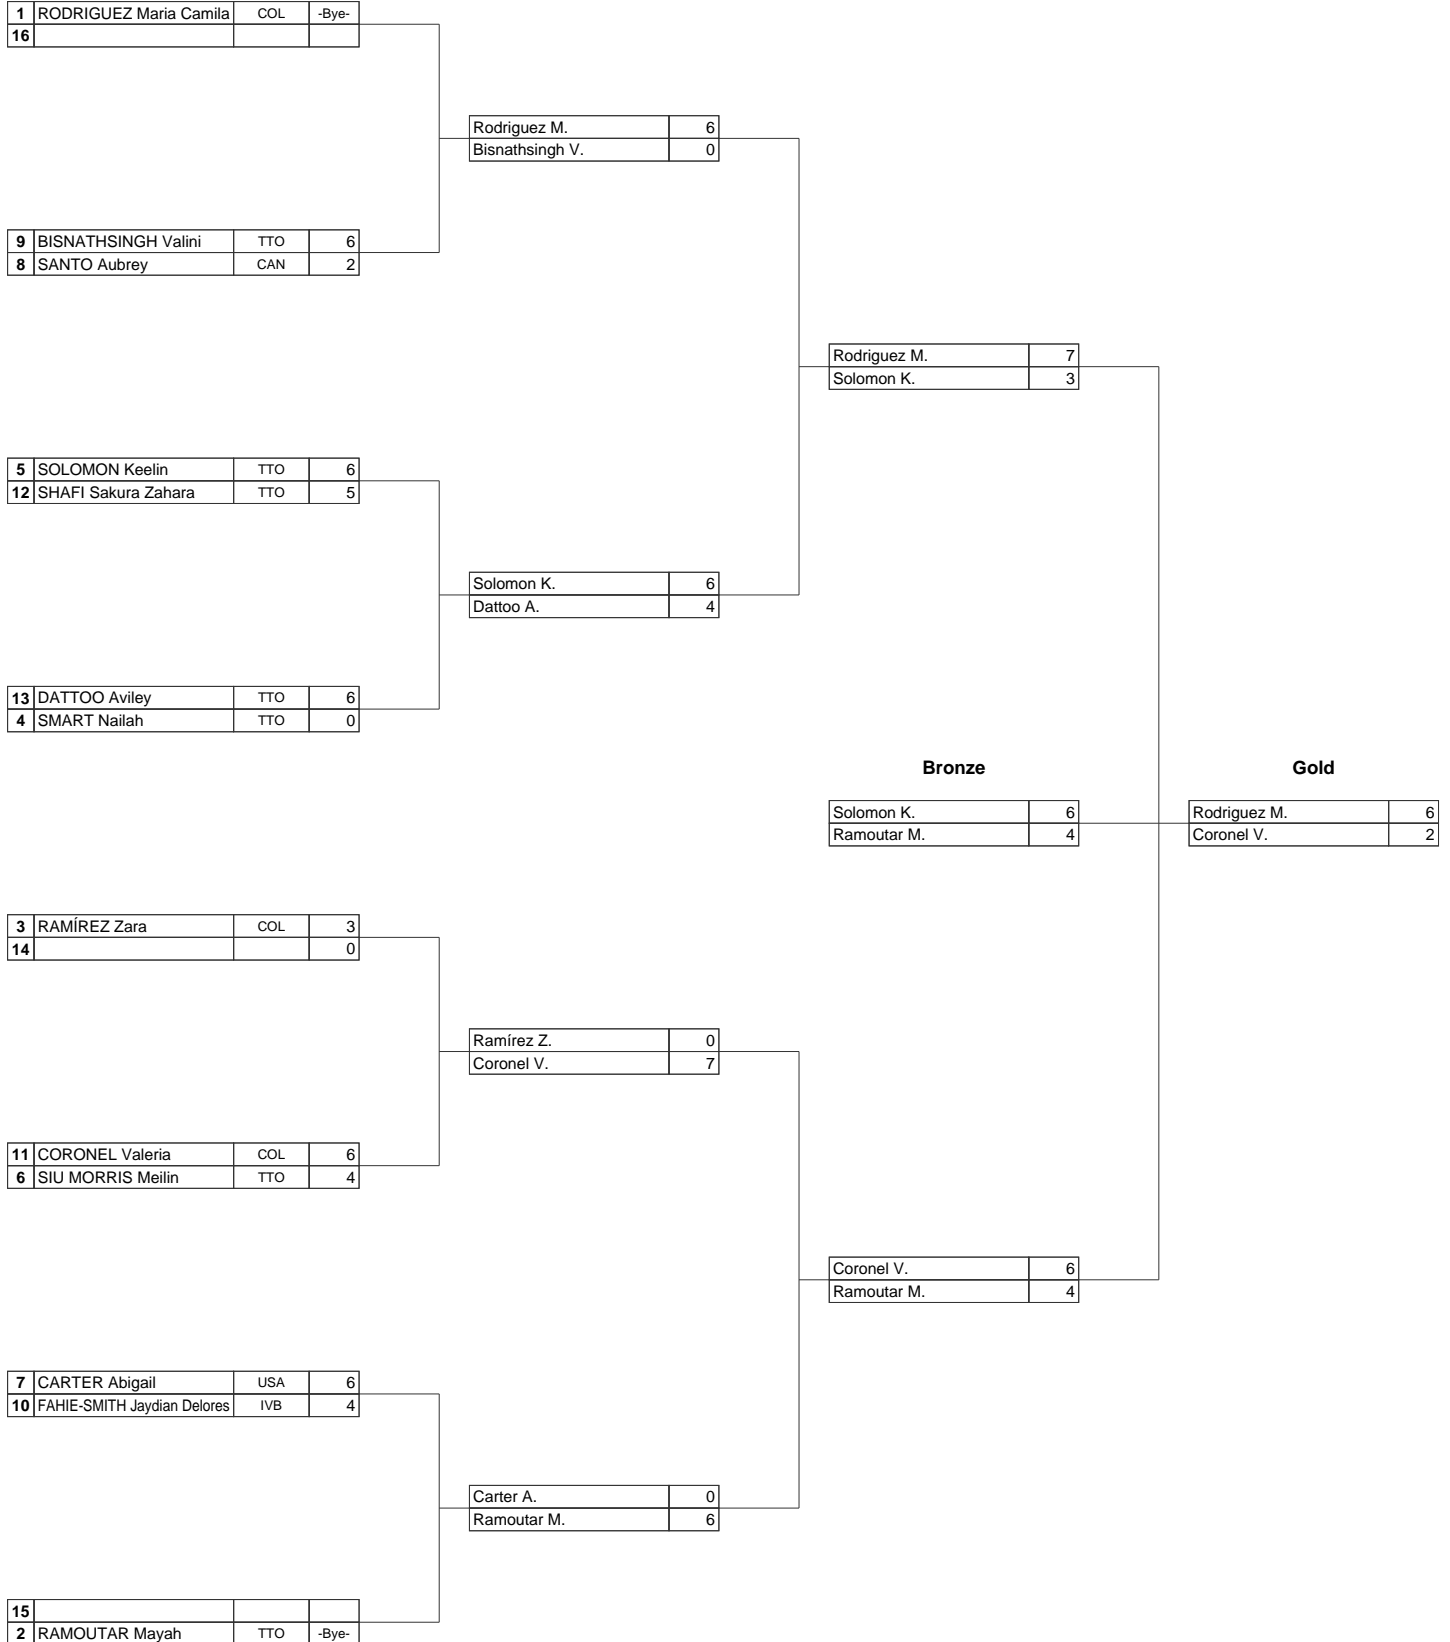 1 RODRIGUEZ Maria Camila COL -Bye-
16
Rodriguez M. 6
Bisnathsingh V. 0
9 BISNATHSINGH Valini TTO 6
8 SANTO Aubrey CAN 2
Rodriguez M. 7
Solomon K. 3
5 SOLOMON Keelin TTO 6
12 SHAFI Sakura Zahara TTO 5
Solomon K. 6
Dattoo A. 4
13 DATTOO Aviley TTO 6
4 SMART Nailah TTO 0
Bronze Gold
Solomon K. 6 Rodriguez M. 6
Ramoutar M. 4 Coronel V. 2
3 RAMÍREZ Zara COL 3
14 0
Ramírez Z. 0
Coronel V. 7
11 CORONEL Valeria COL 6
6 SIU MORRIS Meilin TTO 4
Coronel V. 6
Ramoutar M. 4
7 CARTER Abigail USA 6
10 FAHIE-SMITH Jaydian Delores IVB 4
Carter A. 0
Ramoutar M. 6
15
2 RAMOUTAR Mayah TTO -Bye-